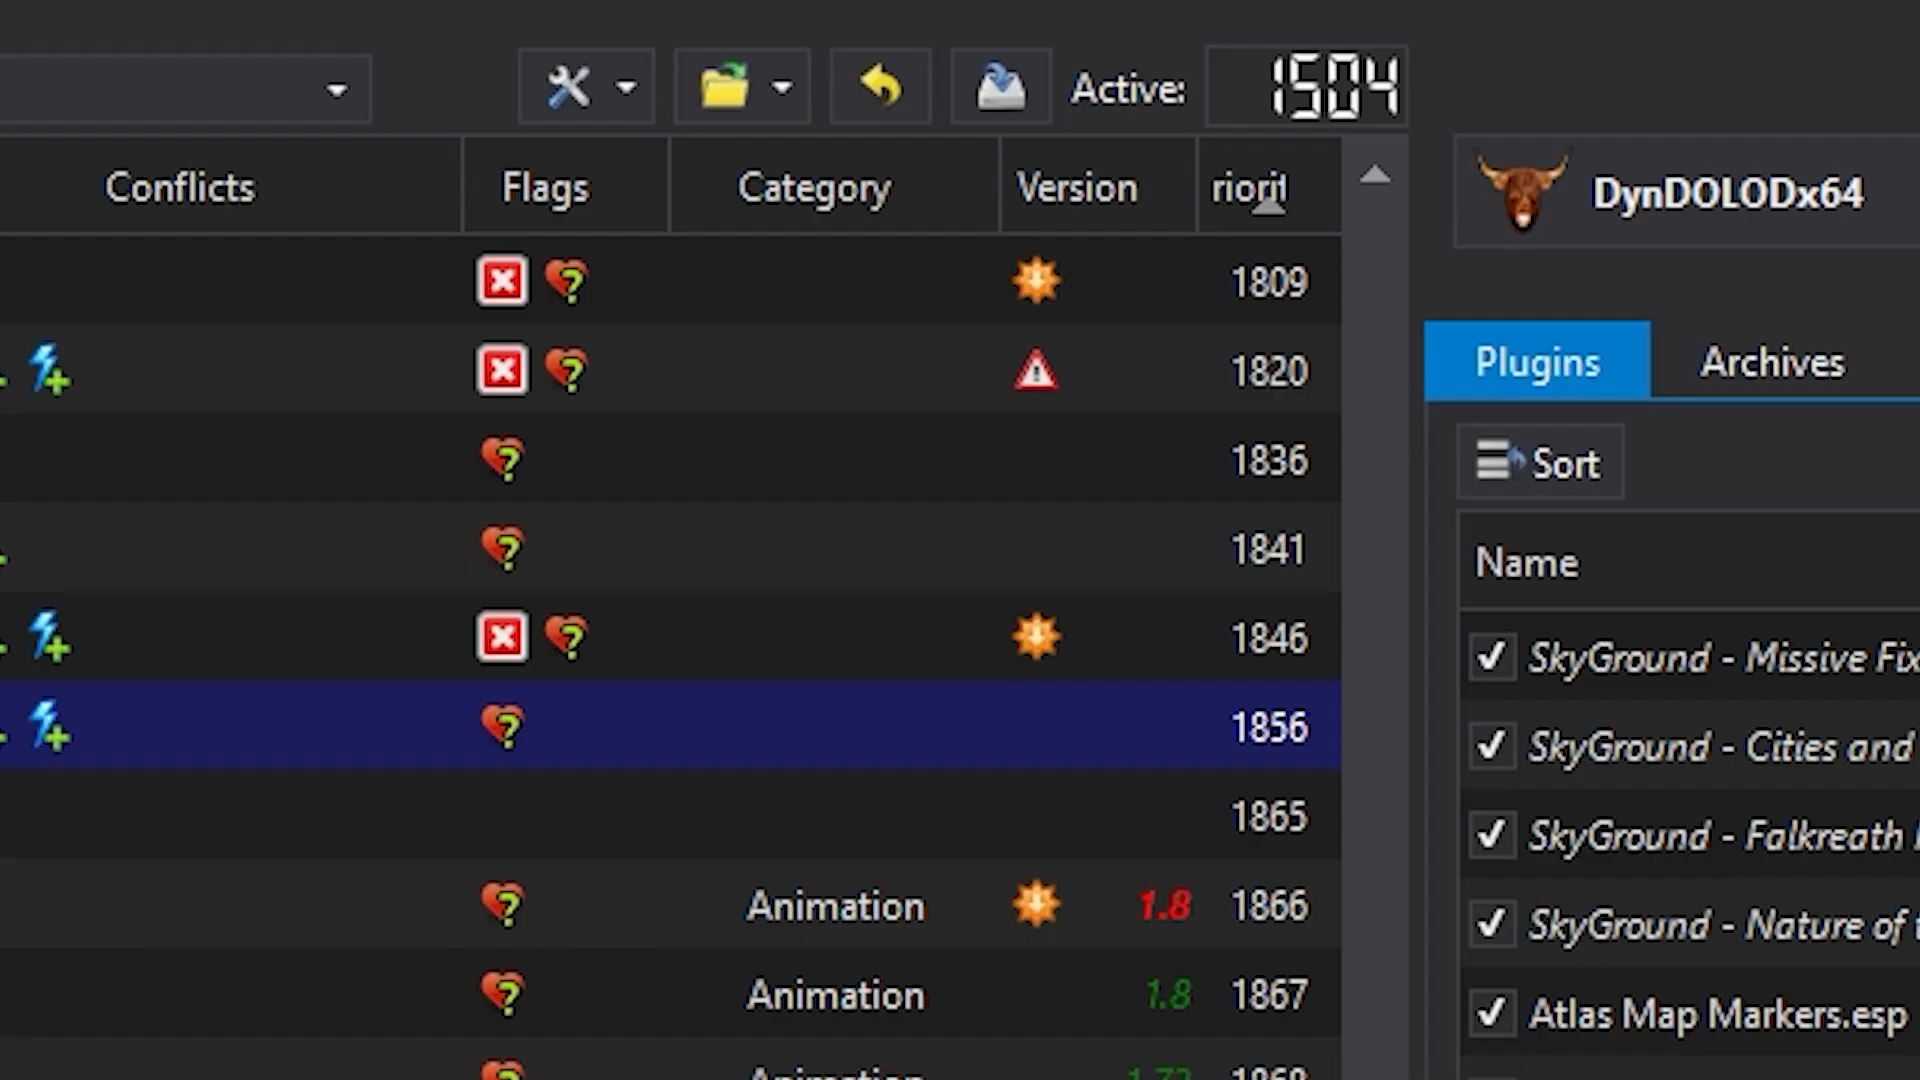 Active: 1504
Conflicts Flags Category Version riorit
DynDOLODx64
1809
1820
Plugins Archives
1836
Sort
1841
Name
1846
SkyGround - Missive Fix
1856
SkyGround - Cities and
1865
SkyGround - Falkreath
Animation 1.8 1866
SkyGround - Nature of
Animation 1.8 1867
Atlas Map Markers.esp